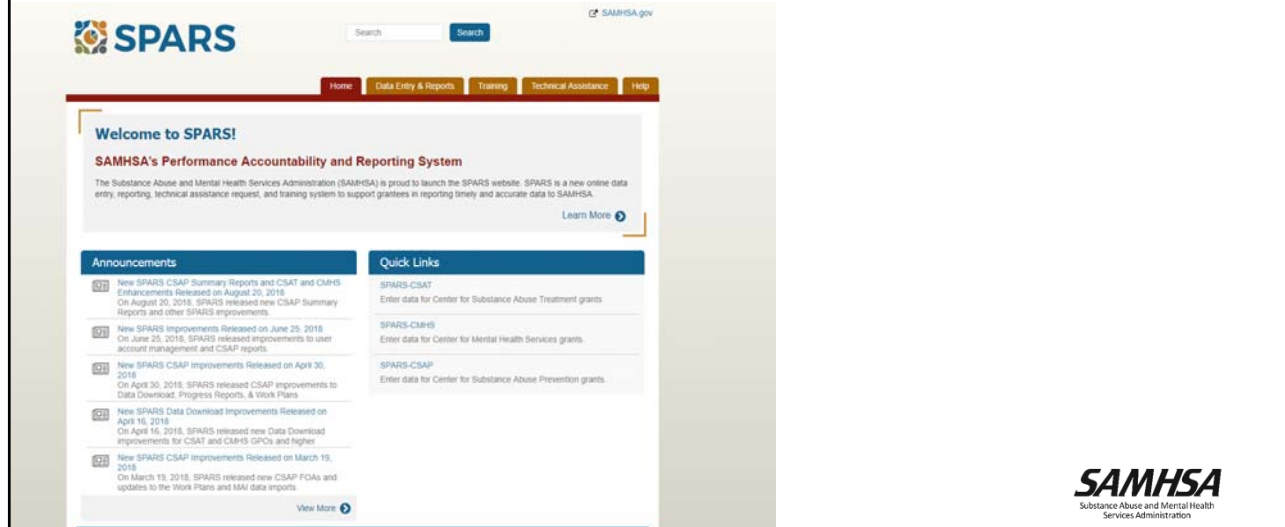 SAMHSA.gov
SPARS
Search
Search
Home
Data Entry & Reports
Training
Technical Assistance
Help
Welcome to SPARS!
SAMHSA's Performance Accountability and Reporting System
The Substance Abuse and Mental Health Services Administration (SAMHSA) is proud to launch the SPARS website. SPARS is a new online data
entry, reporting, technical assistance request, and training system to support grantees in reporting timely and accurate data to SAMHSA.
Learn More
Announcements
New SPARS CSAP Summary Reports and CSAT and CMHS
Enhancements Released on August 20, 2018
On August 20, 2018, SPARS released new CSAP Summary
Reports and other SPARS improvements.
New SPARS Improvements Released on June 25, 2018
On June 25, 2018, SPARS released improvements to user
account management and CSAP reports.
New SPARS CSAP Improvements Released on April 30,
2018
On April 30, 2018, SPARS released CSAP improvements to
Data Download, Progress Reports, & Work Plans
New SPARS Data Download Improvements Released on
April 16, 2018
On April 16, 2018, SPARS released new Data Download
improvements for CSAT and CMHS GPOs and higher
New SPARS CSAP Improvements Released on March 19,
2018
On March 19, 2018, SPARS released new CSAP FOAs and
updates to the Work Plans and MAI data imports.
View More
Quick Links
SPARS-CSAT
Enter data for Center for Substance Abuse Treatment grants.
SPARS-CMHS
Enter data for Center for Mental Health Services grants.
SPARS-CSAP
Enter data for Center for Substance Abuse Prevention grants.
SAMHSA
Substance Abuse and Mental Health
Services Administration